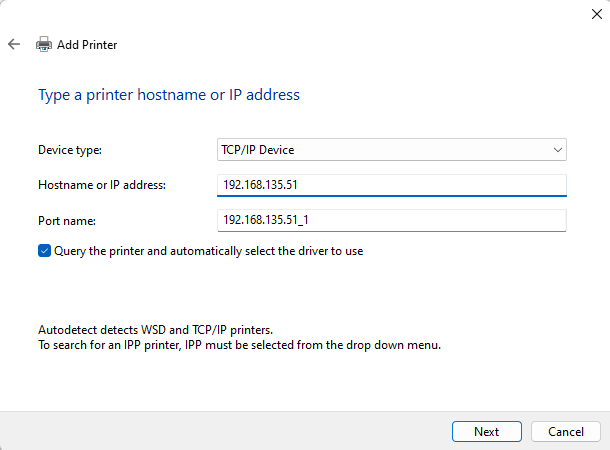 Add Printer
Type a printer hostname or IP address
Device type: TCP/IP Device
Hostname or IP address: 192.168.135.51
Port name: 192.168.135.51_1
Query the printer and automatically select the driver to use
Autodetect detects WSD and TCP/IP printers.
To search for an IPP printer, IPP must be selected from the drop down menu.
Next Cancel